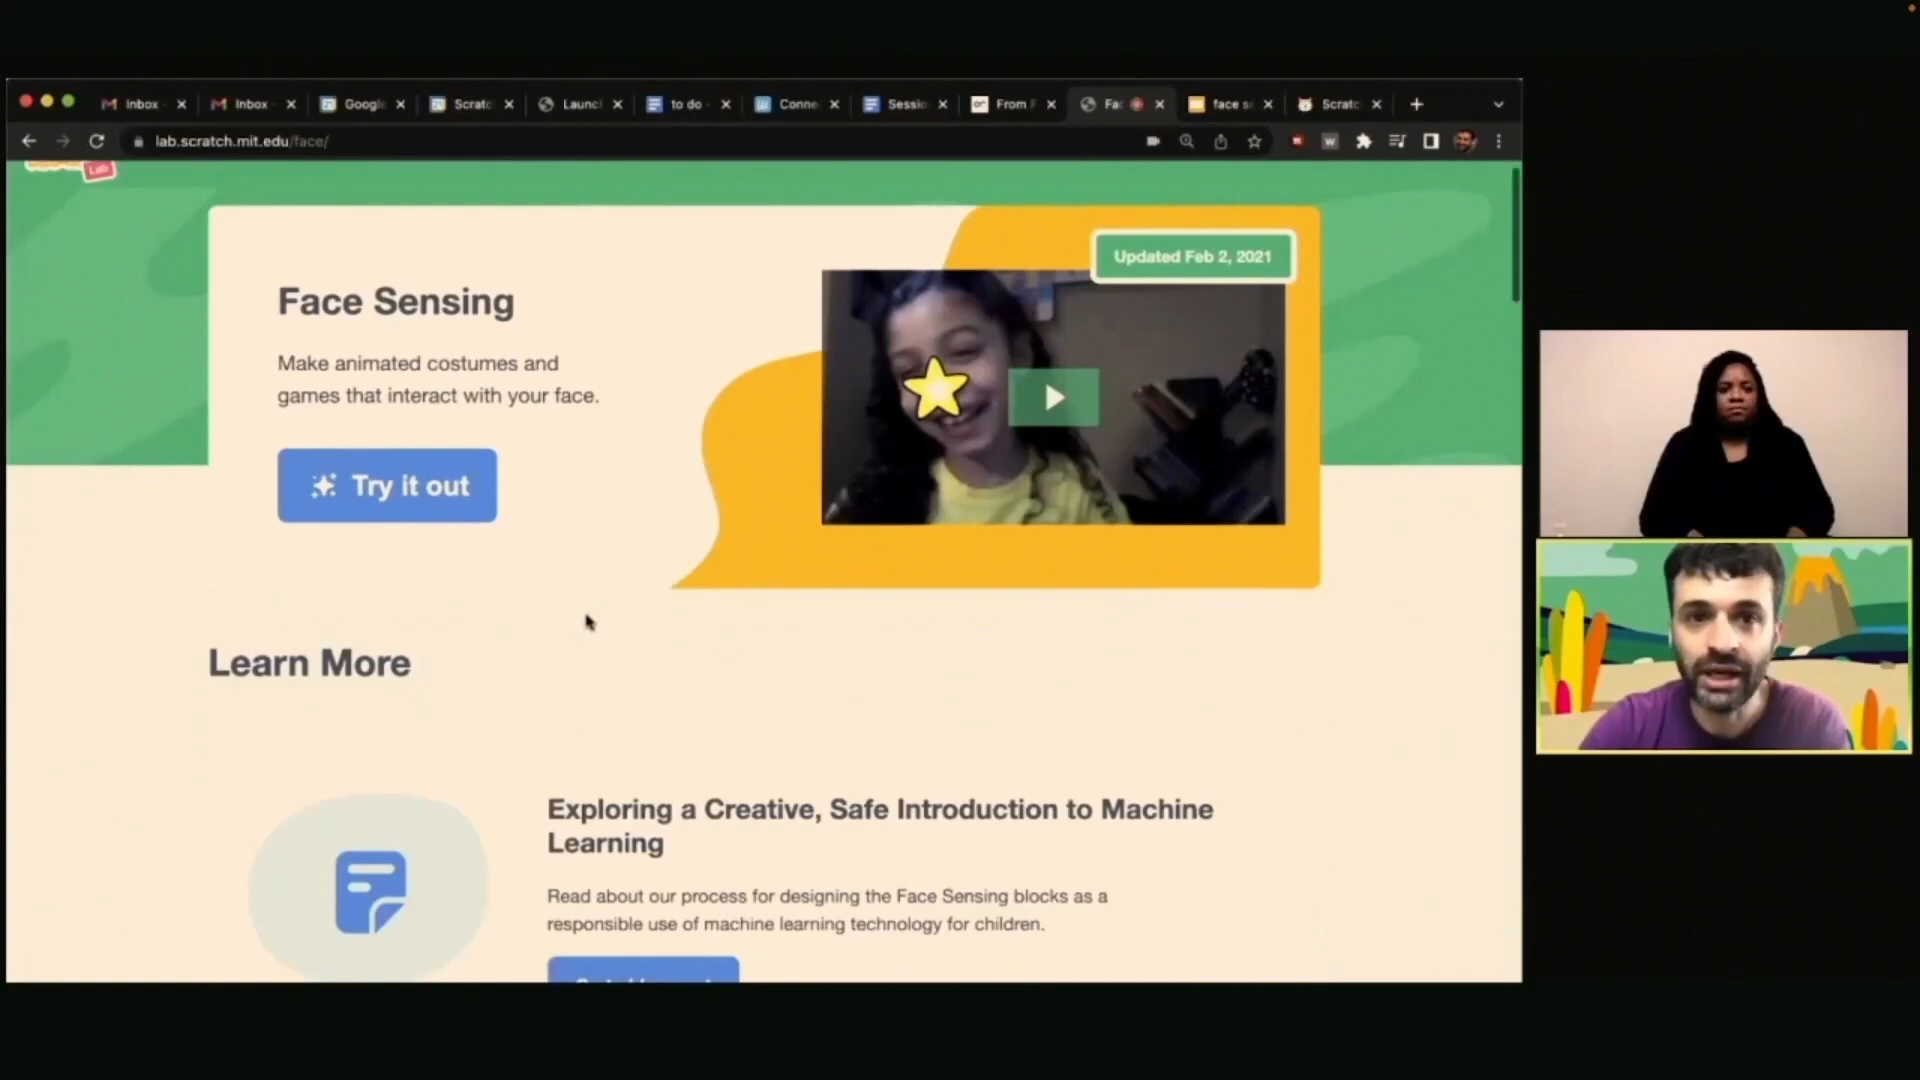 Inbox
Inbox
Google
Scratc
Launcl
to do
Conne
Sessio
From F
Fa
face s
Scratc
lab.scratch.mit.edu/face/
Lab
Updated Feb 2, 2021
Face Sensing
Make animated costumes and
games that interact with your face.
Try it out
Learn More
Exploring a Creative, Safe Introduction to Machine
Learning
Read about our process for designing the Face Sensing blocks as a
responsible use of machine learning technology for children.